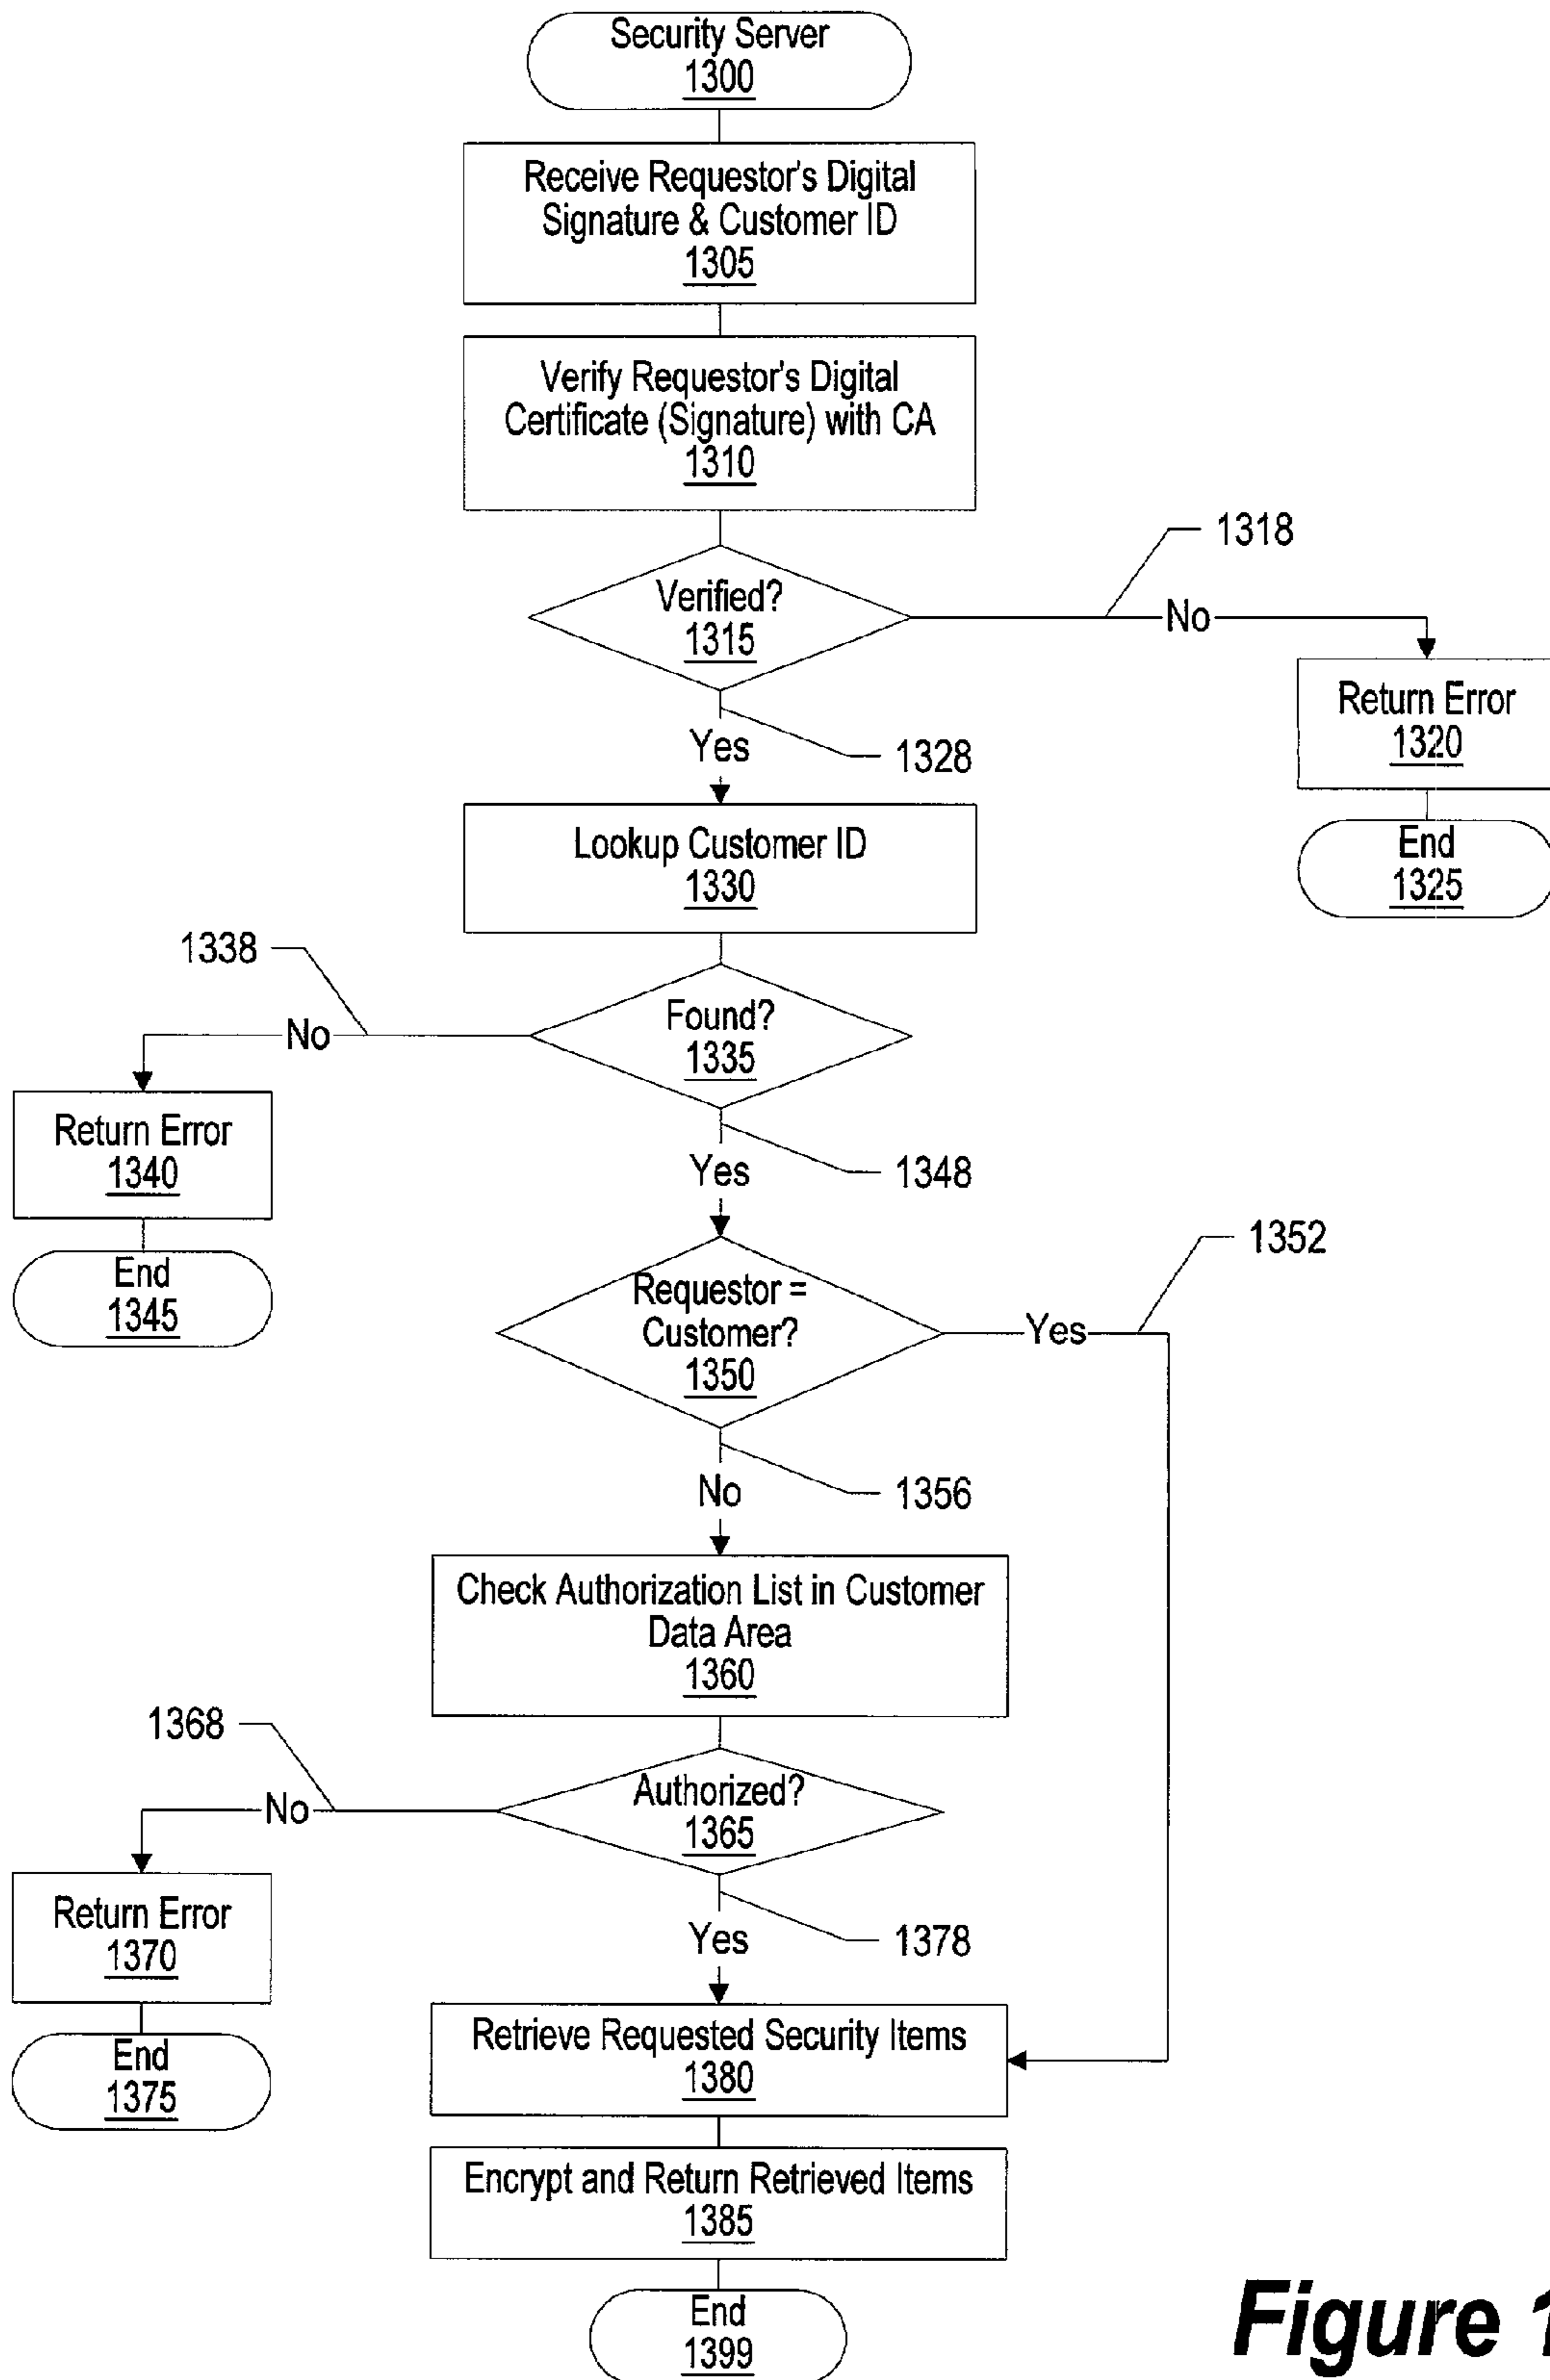 Security Server
1300
Receive Requestor's Digital
Signature & Customer ID
1305
Verify Requestor's Digital
Certificate (Signature) with CA
1310
1318
Verified?
1315
No
Return Error
1320
End
1325
Yes
1328
Lookup Customer ID
1330
1338
Found?
1335
No
Return Error
1340
End
1345
Yes
1348
1352
Requestor =
Customer?
1350
Yes
No
1356
Check Authorization List in Customer
Data Area
1360
1368
Authorized?
1365
No
Return Error
1370
End
1375
Yes
1378
Retrieve Requested Security Items
1380
Encrypt and Return Retrieved Items
1385
End
1399
Figure 1